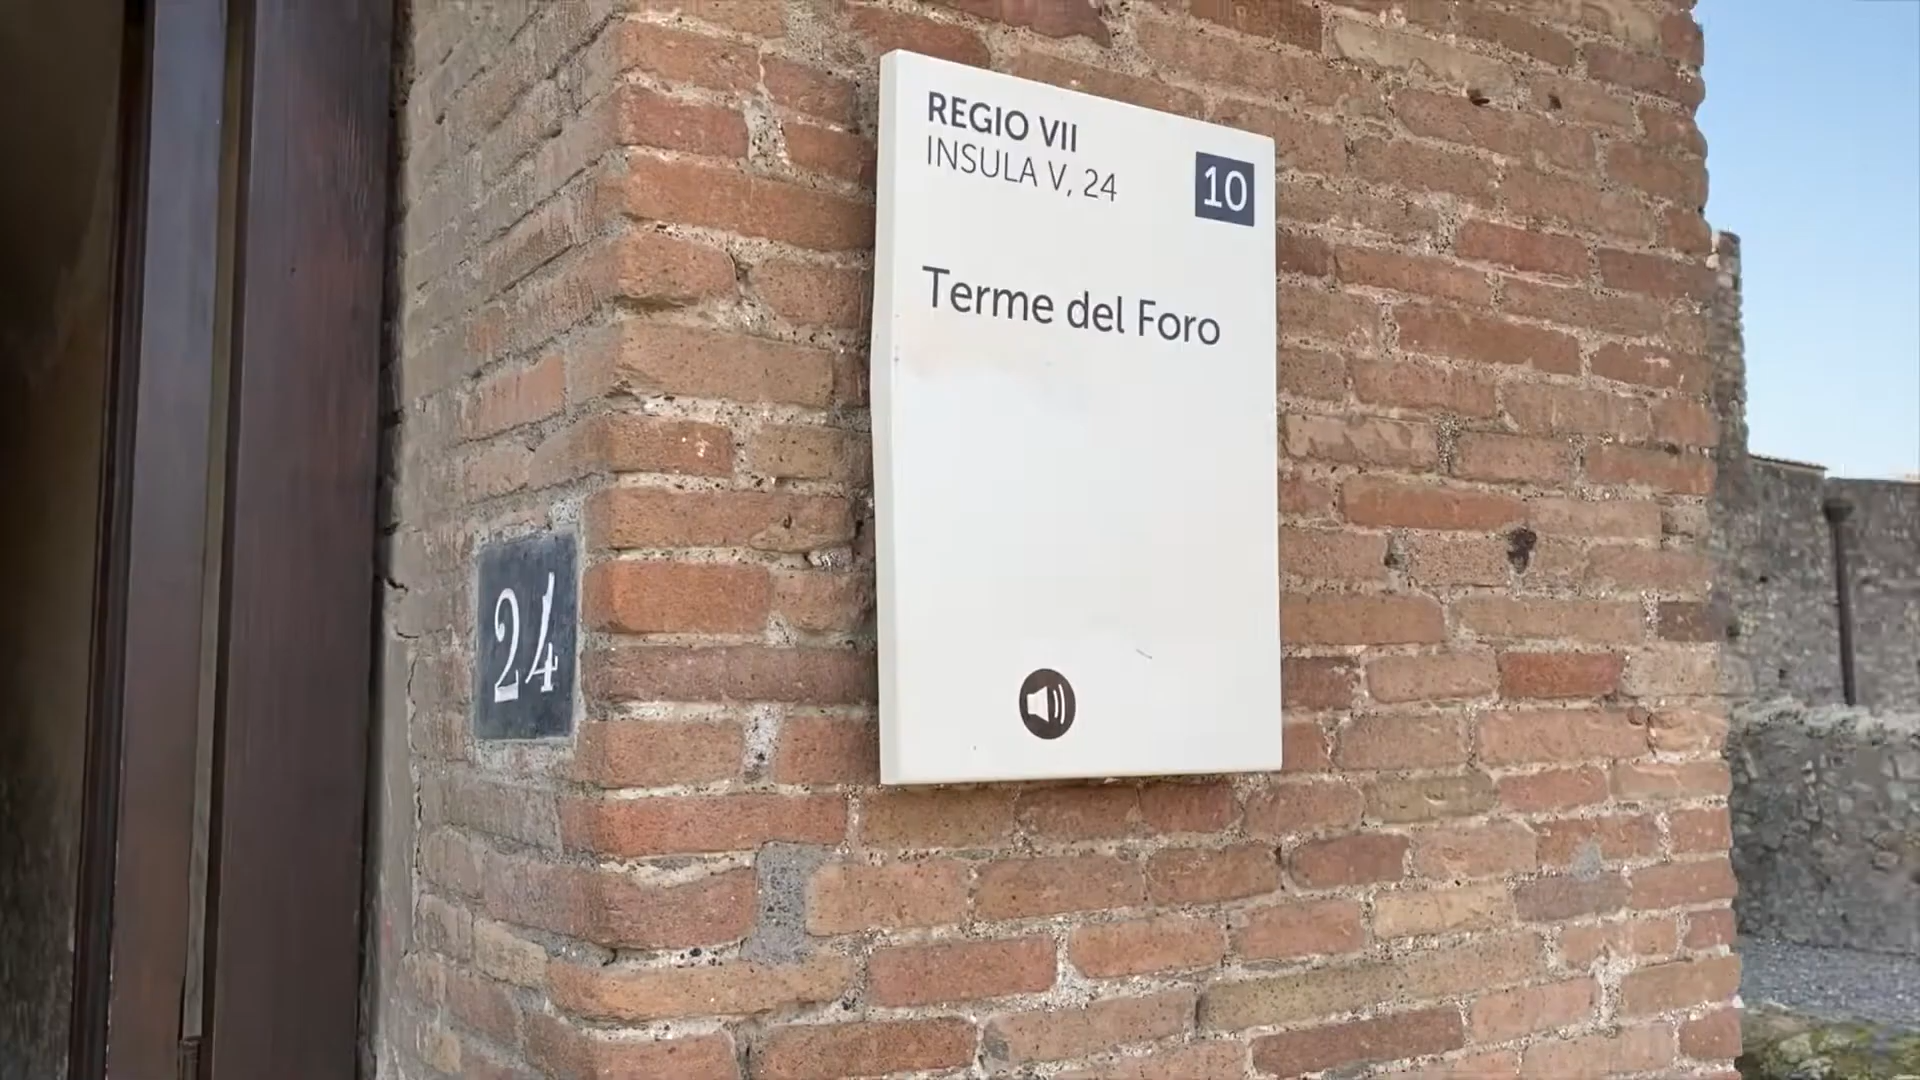 REGIO VII
INSULA V, 24
10
Terme del Foro
24